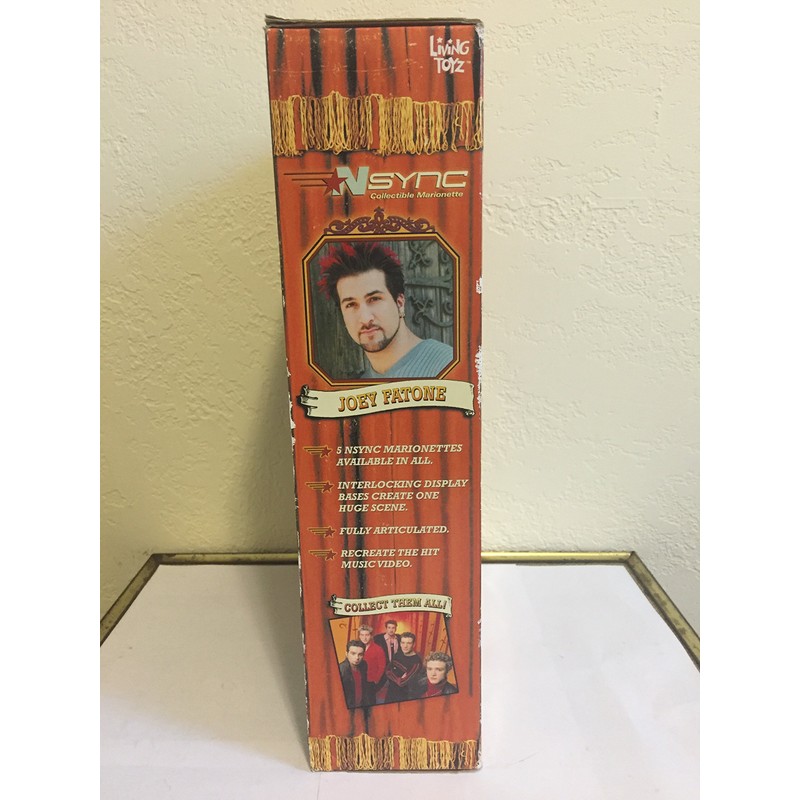 LiViNG
TOYZ
NSYNC
Collectible Marionette
JOEY FATONE
5 NSYNC MARIONETTES
AVAILABLE IN ALL.
INTERLOCKING DISPLAY
BASES CREATE ONE
HUGE SCENE.
FULLY ARTICULATED.
RECREATE THE HIT
MUSIC VIDEO.
COLLECT THEM ALL!